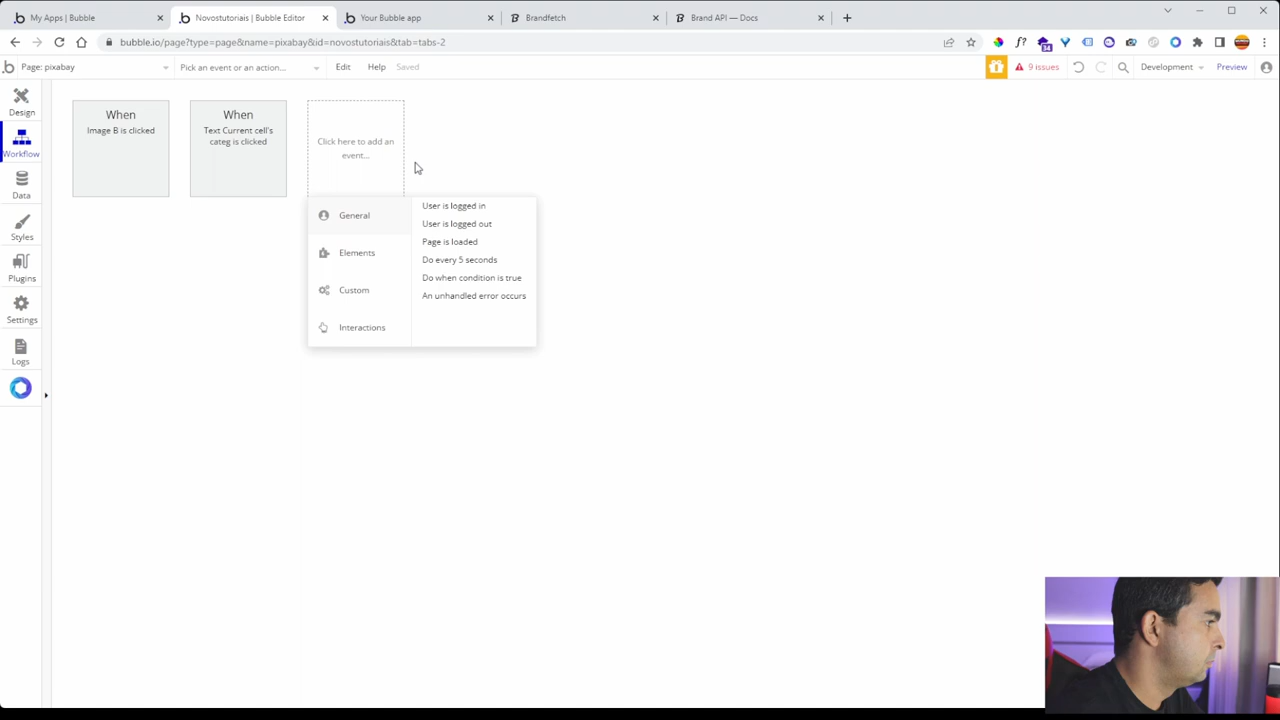 My Apps | Bubble
Novostutoriais | Bubble Editor
Your Bubble app
Brandfetch
Brand API — Docs
bubble.io/page?type=page&name=pixabay&id=novostutoriais&tab=tabs-2
Page: pixabay
Pick an event or an action...
Edit
Help
Saved
9 issues
Development
Preview
Design
Workflow
Data
Styles
Plugins
Settings
Logs
When
Image B is clicked
When
Text Current cell's
categ is clicked
Click here to add an
event...
General
Elements
Custom
Interactions
User is logged in
User is logged out
Page is loaded
Do every 5 seconds
Do when condition is true
An unhandled error occurs